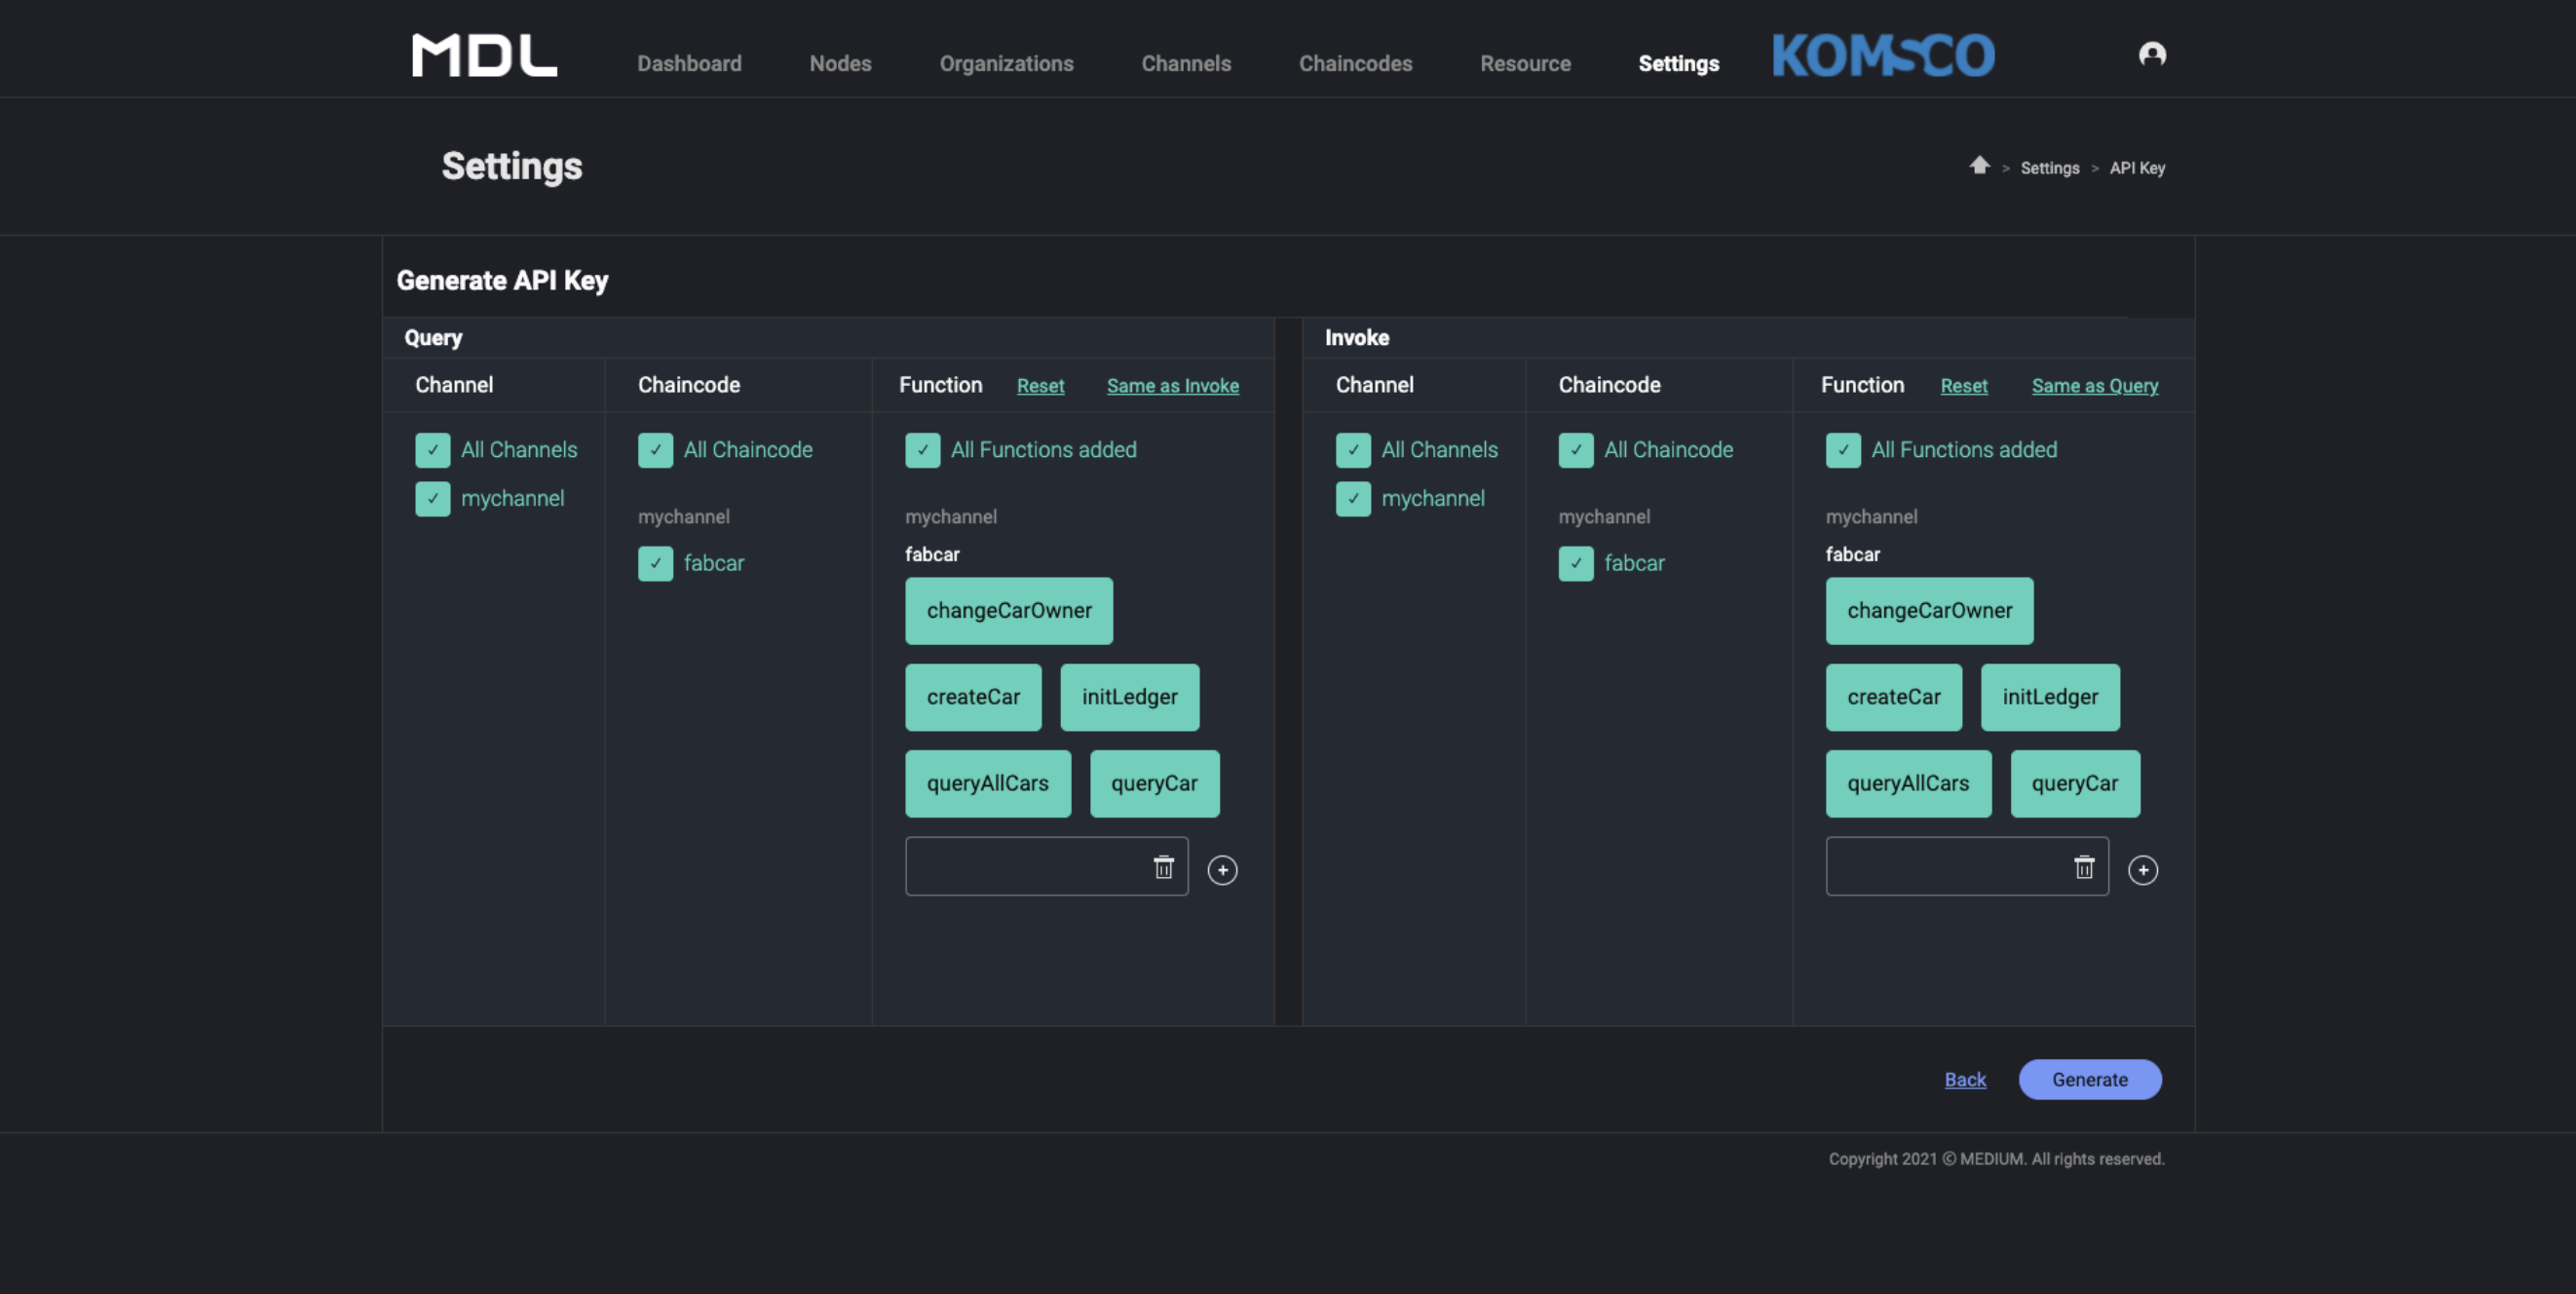 MDL Dashboard Nodes Organizations Channels Chaincodes Resource Settings KOMSCO
Settings
> Settings > API Key
Generate API Key
Query
Channel Chaincode Function Reset Same as Invoke
All Channels All Chaincode All Functions added
mychannel
mychannel mychannel
fabcar
fabcar
changeCarOwner
createCar initLedger
queryAllCars queryCar
Invoke
Channel Chaincode Function Reset Same as Query
All Channels All Chaincode All Functions added
mychannel
mychannel mychannel
fabcar
fabcar
changeCarOwner
createCar initLedger
queryAllCars queryCar
Back Generate
Copyright 2021 © MEDIUM. All rights reserved.